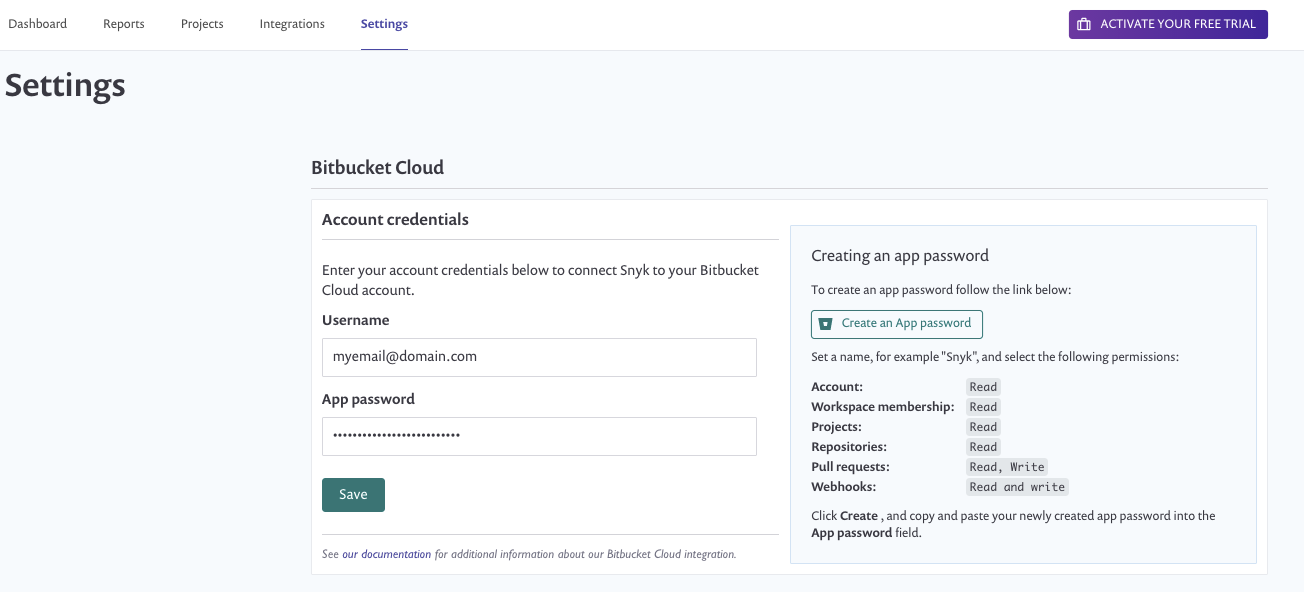 Dashboard Reports Projects Integrations Settings ACTIVATE YOUR FREE TRIAL
Settings
Bitbucket Cloud
Account credentials
Enter your account credentials below to connect Snyk to your Bitbucket
Cloud account.
Username
myemail@domain.com
App password
••••••••••••••••••••••••••
Save
See our documentation for additional information about our Bitbucket Cloud integration.
Creating an app password
To create an app password follow the link below:
Create an App password
Set a name, for example "Snyk", and select the following permissions:
Account: Read
Workspace membership: Read
Projects: Read
Repositories: Read
Pull requests: Read, Write
Webhooks: Read and write
Click Create , and copy and paste your newly created app password into the
App password field.